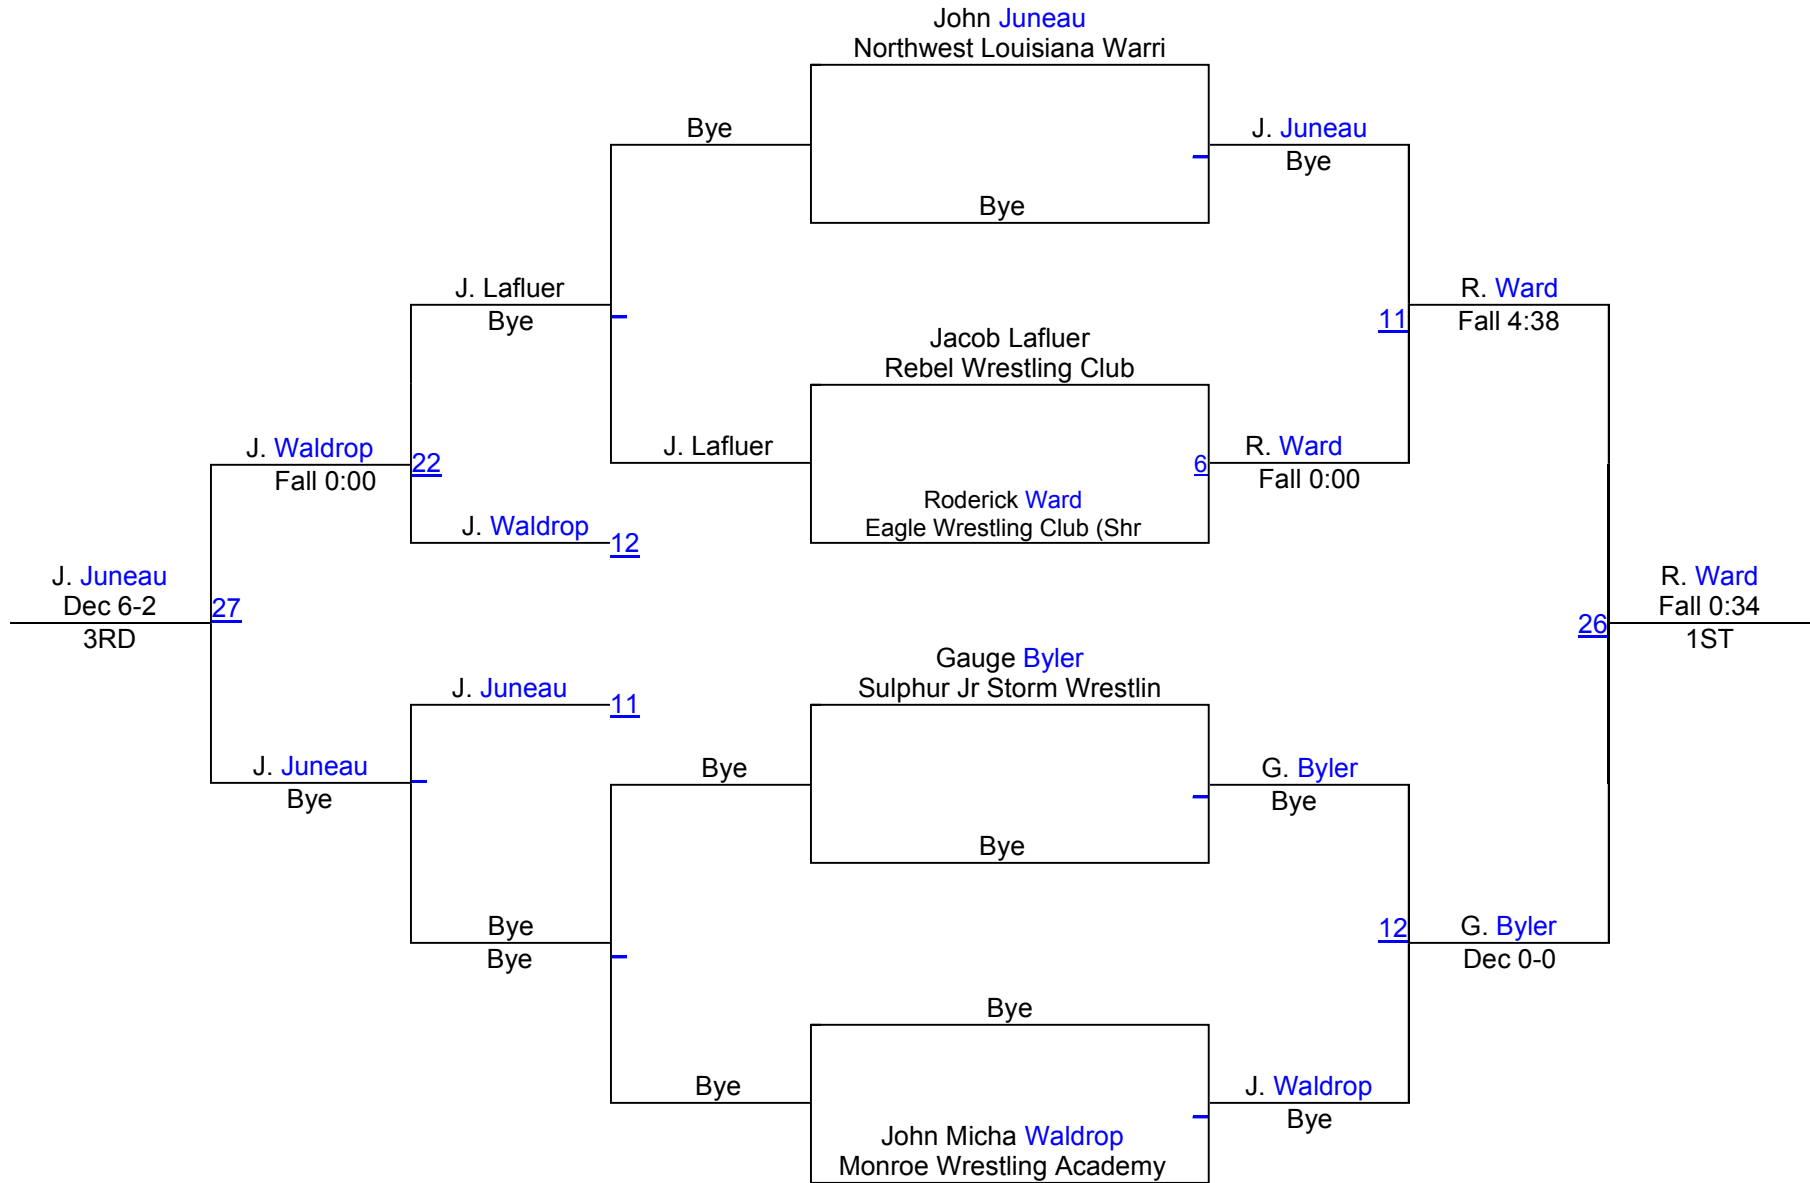 John Juneau
Northwest Louisiana Warri
Bye
J. Juneau
Bye
Bye
J. Lafluer
Bye
R. Ward
11
Fall 4:38
Jacob Lafluer
Rebel Wrestling Club
J. Waldrop
22
Fall 0:00
J. Lafluer
6
R. Ward
Fall 0:00
Roderick Ward
Eagle Wrestling Club (Shr
J. Waldrop
12
J. Juneau
Dec 6-2
27
3RD
R. Ward
Fall 0:34
26
1ST
Gauge Byler
Sulphur Jr Storm Wrestlin
J. Juneau
11
J. Juneau
Bye
Bye
G. Byler
Bye
Bye
Bye
Bye
12
G. Byler
Dec 0-0
Bye
Bye
J. Waldrop
Bye
John Micha Waldrop
Monroe Wrestling Academy